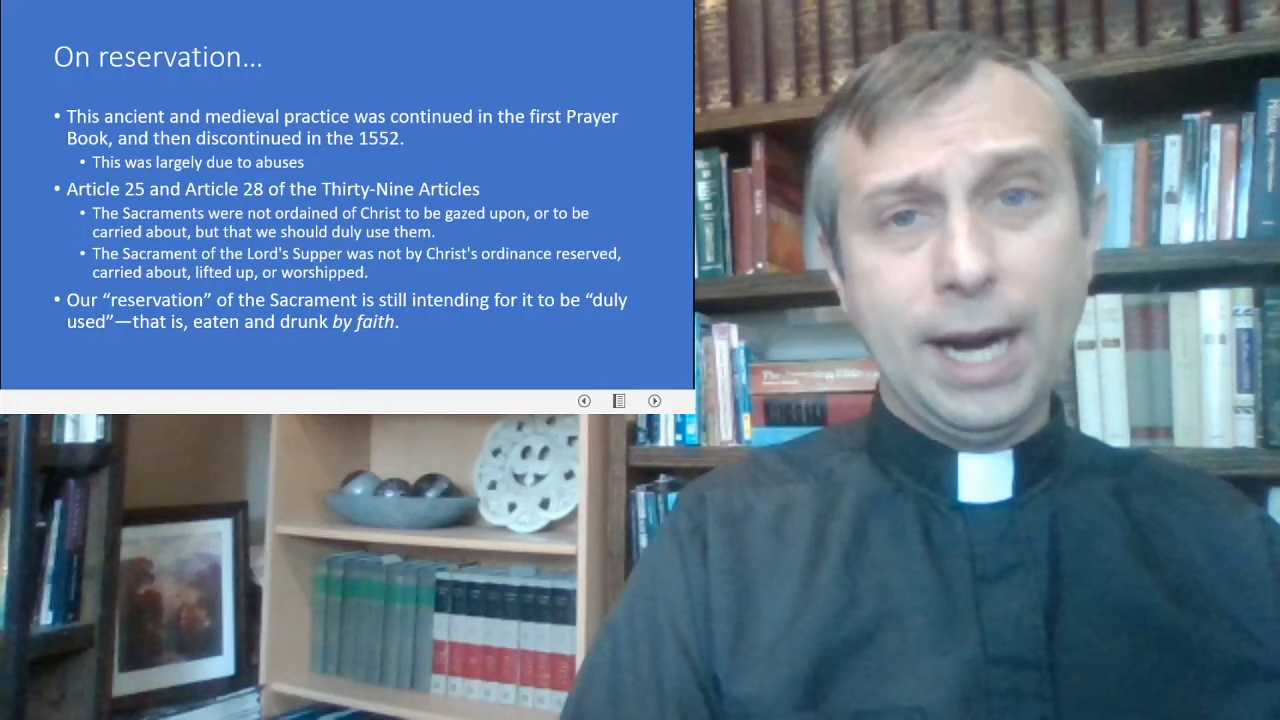 On reservation...
• This ancient and medieval practice was continued in the first Prayer
Book, and then discontinued in the 1552.
• This was largely due to abuses
• Article 25 and Article 28 of the Thirty-Nine Articles
• The Sacraments were not ordained of Christ to be gazed upon, or to be
carried about, but that we should duly use them.
• The Sacrament of the Lord's Supper was not by Christ's ordinance reserved,
carried about, lifted up, or worshipped.
• Our “reservation” of the Sacrament is still intending for it to be “duly
used”—that is, eaten and drunk by faith.